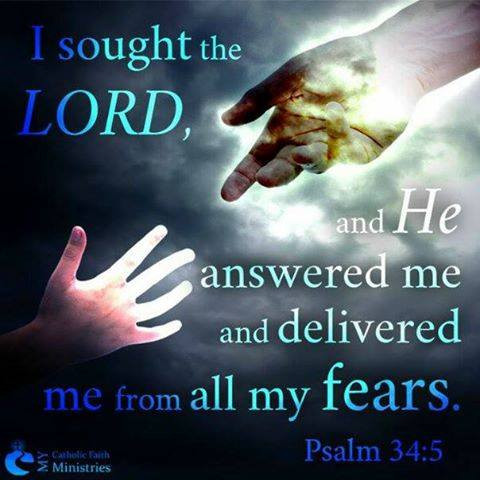 I sought the
LORD,
and He
answered me
and delivered
me from all my fears.
Psalm 34:5
MY
Catholic Faith
Ministries